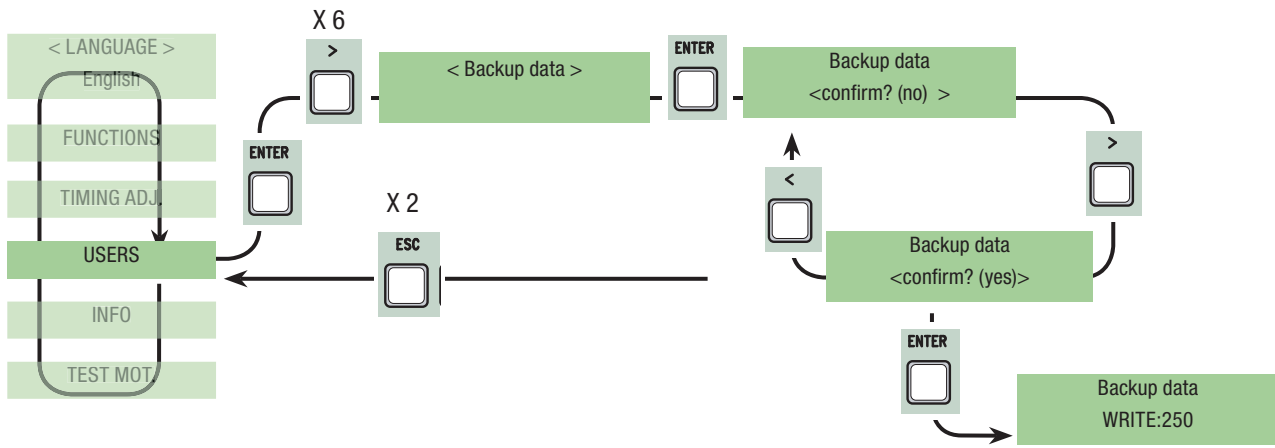 < LANGUAGE >
English
FUNCTIONS
TIMING ADJ.
USERS
INFO
TEST MOT.
ENTER
X 6
>
< Backup data >
ENTER
Backup data
<confirm? (no) >
>
<
Backup data
<confirm? (yes)>
X 2
ESC
ENTER
Backup data
WRITE:250